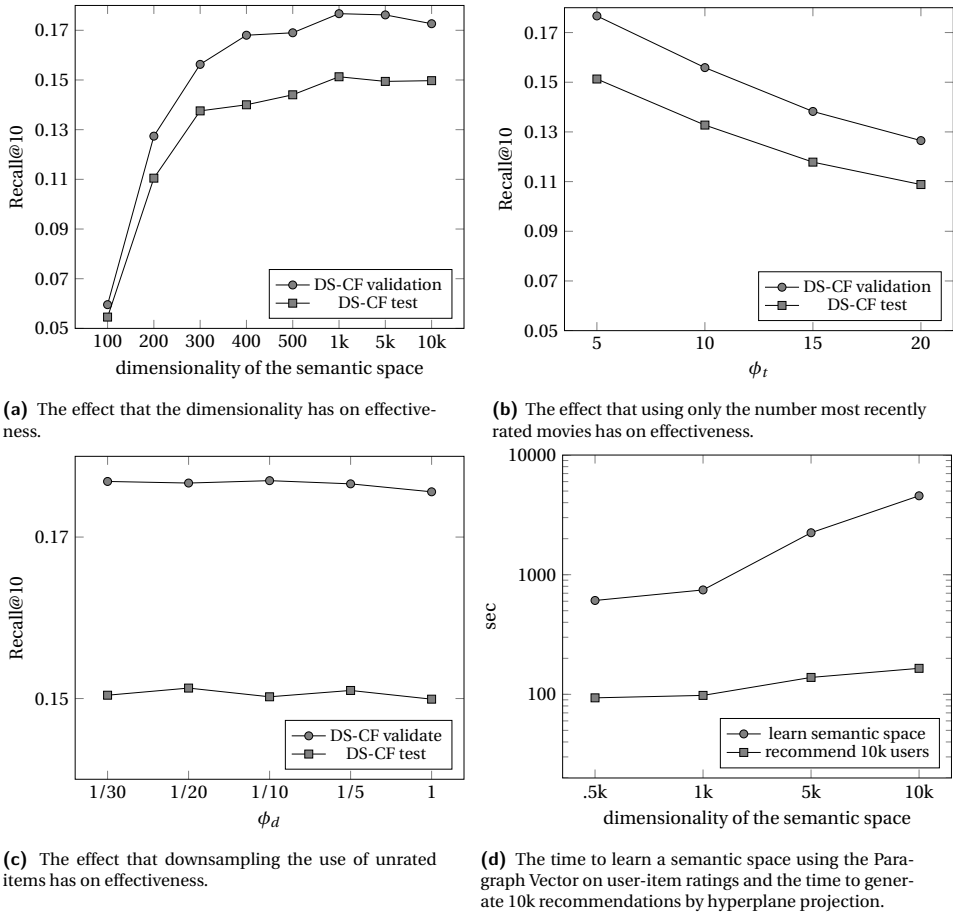 0.17
0.15
0.13
0.11
0.09
0.07
0.05
Recall@10
DS-CF validation
DS-CF test
100 200 300 400 500 1k 5k 10k
dimensionality of the semantic space
(a) The effect that the dimensionality has on effective-
ness.
0.17
0.15
0.13
0.11
0.09
0.07
0.05
Recall@10
DS-CF validation
DS-CF test
5 10 15 20
ϕt
(b) The effect that using only the number most recently
rated movies has on effectiveness.
0.17
0.15
Recall@10
DS-CF validate
DS-CF test
1/30 1/20 1/10 1/5 1
ϕd
(c) The effect that downsampling the use of unrated
items has on effectiveness.
10000
1000
100
sec
learn semantic space
recommend 10k users
.5k 1k 5k 10k
dimensionality of the semantic space
(d) The time to learn a semantic space using the Para-
graph Vector on user-item ratings and the time to gener-
ate 10k recommendations by hyperplane projection.